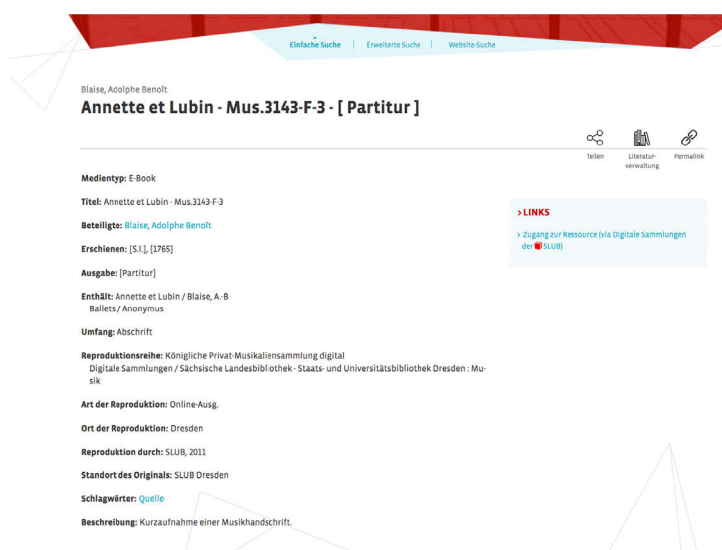 Einfache Suche | Erweiterte Suche | Website-Suche
Blaise, Adolphe Benoît
Annette et Lubin - Mus.3143-F-3 - [ Partitur ]
Teilen
Literatur-
verwaltung
Permalink
Medientyp: E-Book
Titel: Annette et Lubin - Mus.3143-F-3
Beteiligte: Blaise, Adolphe Benoît
Erschienen: [S.l.], [1765]
Ausgabe: [Partitur]
Enthält: Annette et Lubin / Blaise, A.-B
Ballets / Anonymus
Umfang: Abschrift
Reproduktionsreihe: Königliche Privat-Musikaliensammlung digital
Digitale Sammlungen / Sächsische Landesbibliothek - Staats- und Universitätsbibliothek Dresden : Mu-
sik
Art der Reproduktion: Online-Ausg.
Ort der Reproduktion: Dresden
Reproduktion durch: SLUB, 2011
Standort des Originals: SLUB Dresden
Schlagwörter: Quelle
Beschreibung: Kurzaufnahme einer Musikhandschrift.
› LINKS
› Zugang zur Ressource (via Digitale Sammlungen
der SLUB)